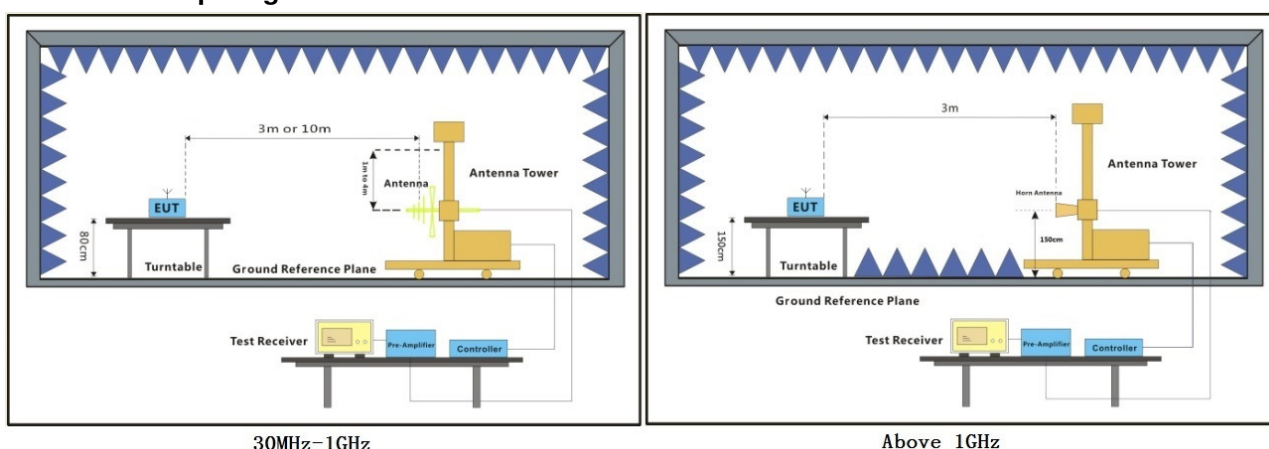 3m or 10m
1m to 4m
Antenna
Antenna Tower
EUT
80cm
Turntable
Ground Reference Plane
Test Receiver
Pre-Amplifier
Controller
30MHz-1GHz
3m
Antenna Tower
Horn Antenna
EUT
150cm
150cm
Turntable
Ground Reference Plane
Test Receiver
Pre-Amplifier
Controller
Above 1GHz